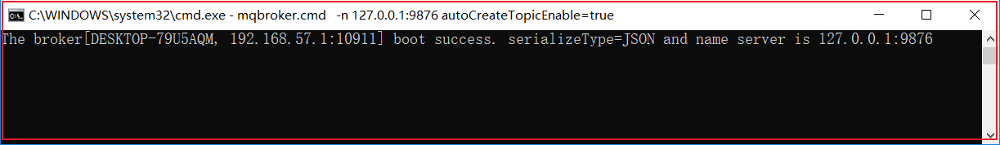 C:\WINDOWS\system32\cmd.exe - mqbroker.cmd  -n 127.0.0.1:9876 autoCreateTopicEnable=true
The broker[DESKTOP-79U5AQM, 192.168.57.1:10911] boot success. serializeType=JSON and name server is 127.0.0.1:9876